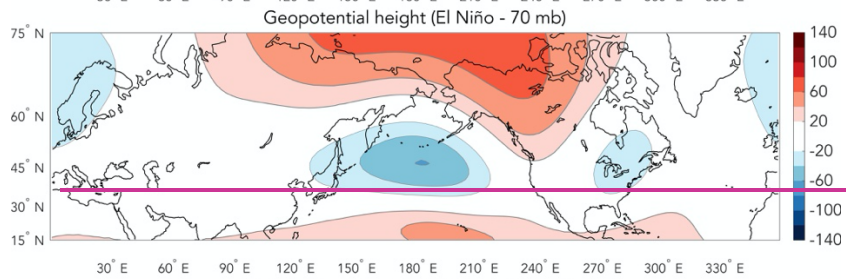 Geopotential height (El Niño - 70 mb)
75° N
60° N
45° N
30° N
15° N
30° E 60° E 90° E 120° E 150° E 180° E 210° E 240° E 270° E 300° E 330° E
140
100
60
20
-20
-60
-100
-140